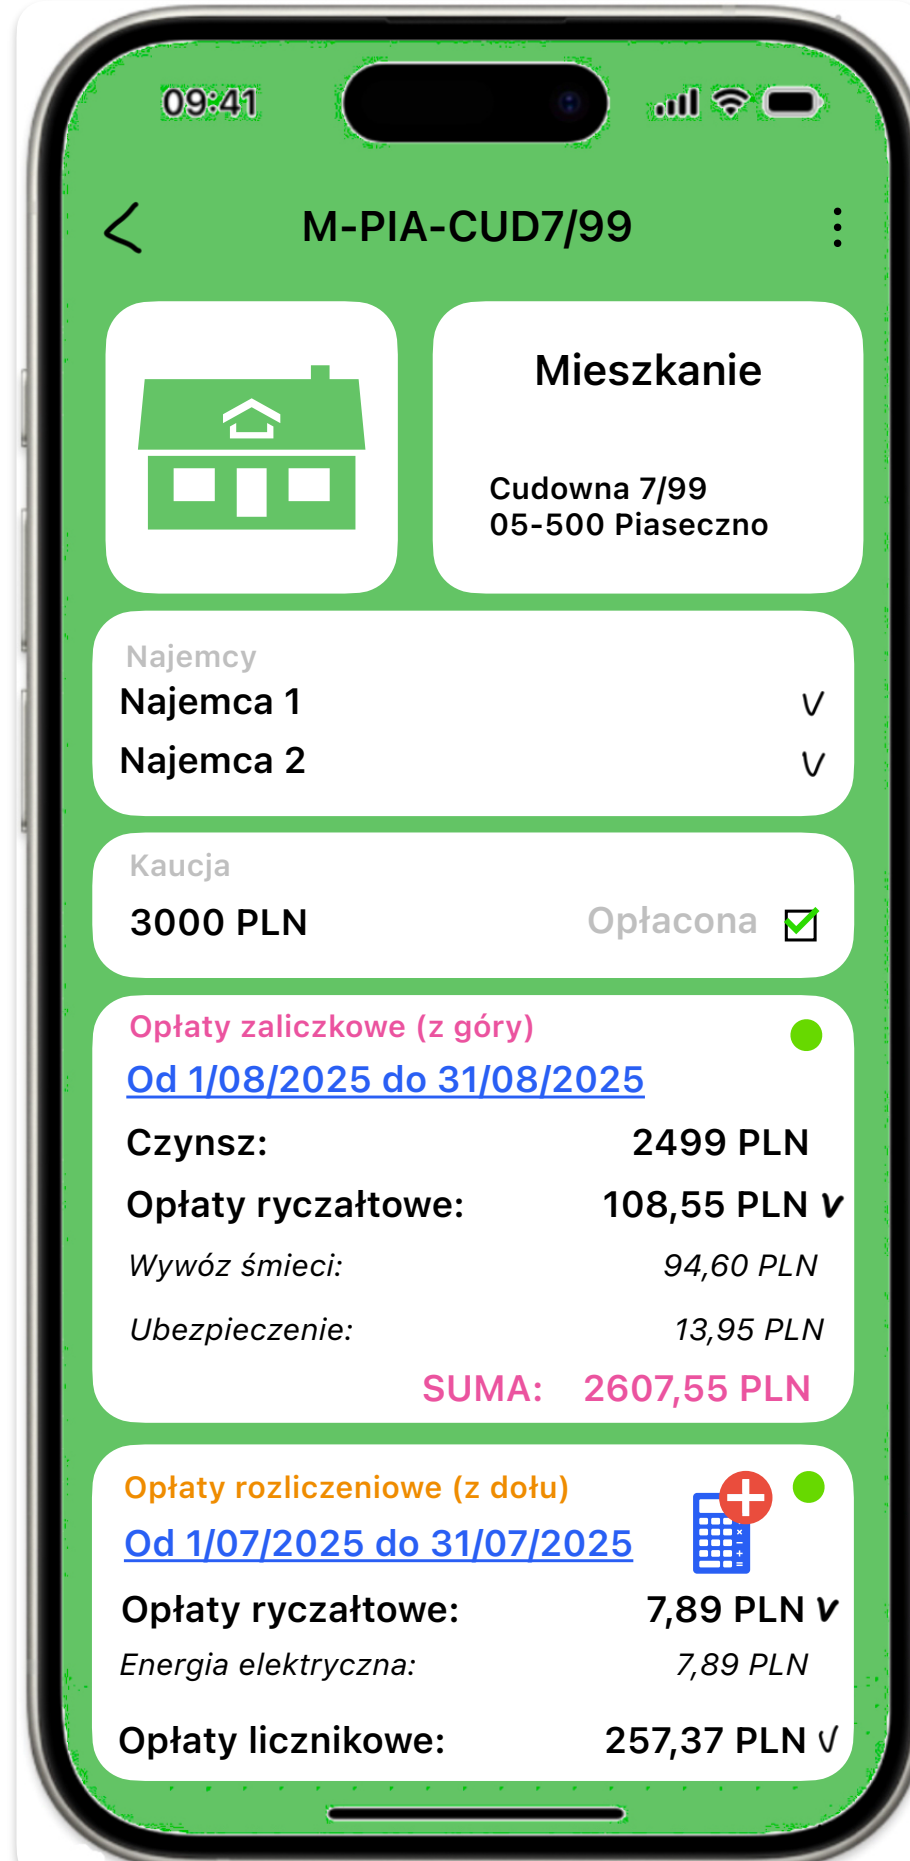 09:41
M-PIA-CUD7/99
Mieszkanie
Cudowna 7/99
05-500 Piaseczno
Najemcy
Najemca 1
Najemca 2
Kaucja
3000 PLN Opłacona
Opłaty zaliczkowe (z góry)
Od 1/08/2025 do 31/08/2025
Czynsz: 2499 PLN
Opłaty ryczałtowe: 108,55 PLN
Wywóz śmieci: 94,60 PLN
Ubezpieczenie: 13,95 PLN
SUMA: 2607,55 PLN
Opłaty rozliczeniowe (z dołu)
Od 1/07/2025 do 31/07/2025
Opłaty ryczałtowe: 7,89 PLN
Energia elektryczna: 7,89 PLN
Opłaty licznikowe: 257,37 PLN